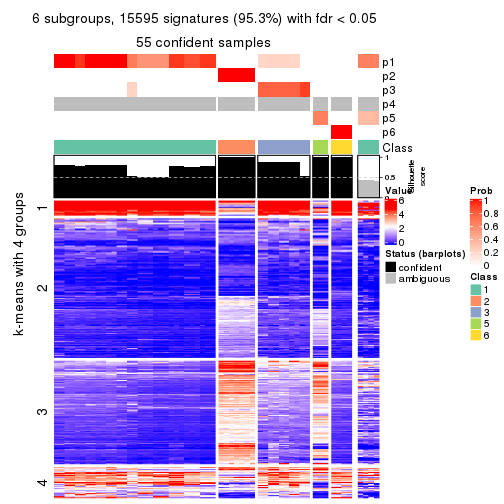 6 subgroups, 15595 signatures (95.3%) with fdr < 0.05
55 confident samples
p1
p2
p3
p4
p5
p6
Class
1
0.5
0
Silhouette
score
k-means with 4 groups
1
2
3
4
Value
6
4
2
0
Status (barplots)
confident
ambiguous
Prob
1
0.8
0.6
0.4
0.2
0
Class
1
2
3
5
6